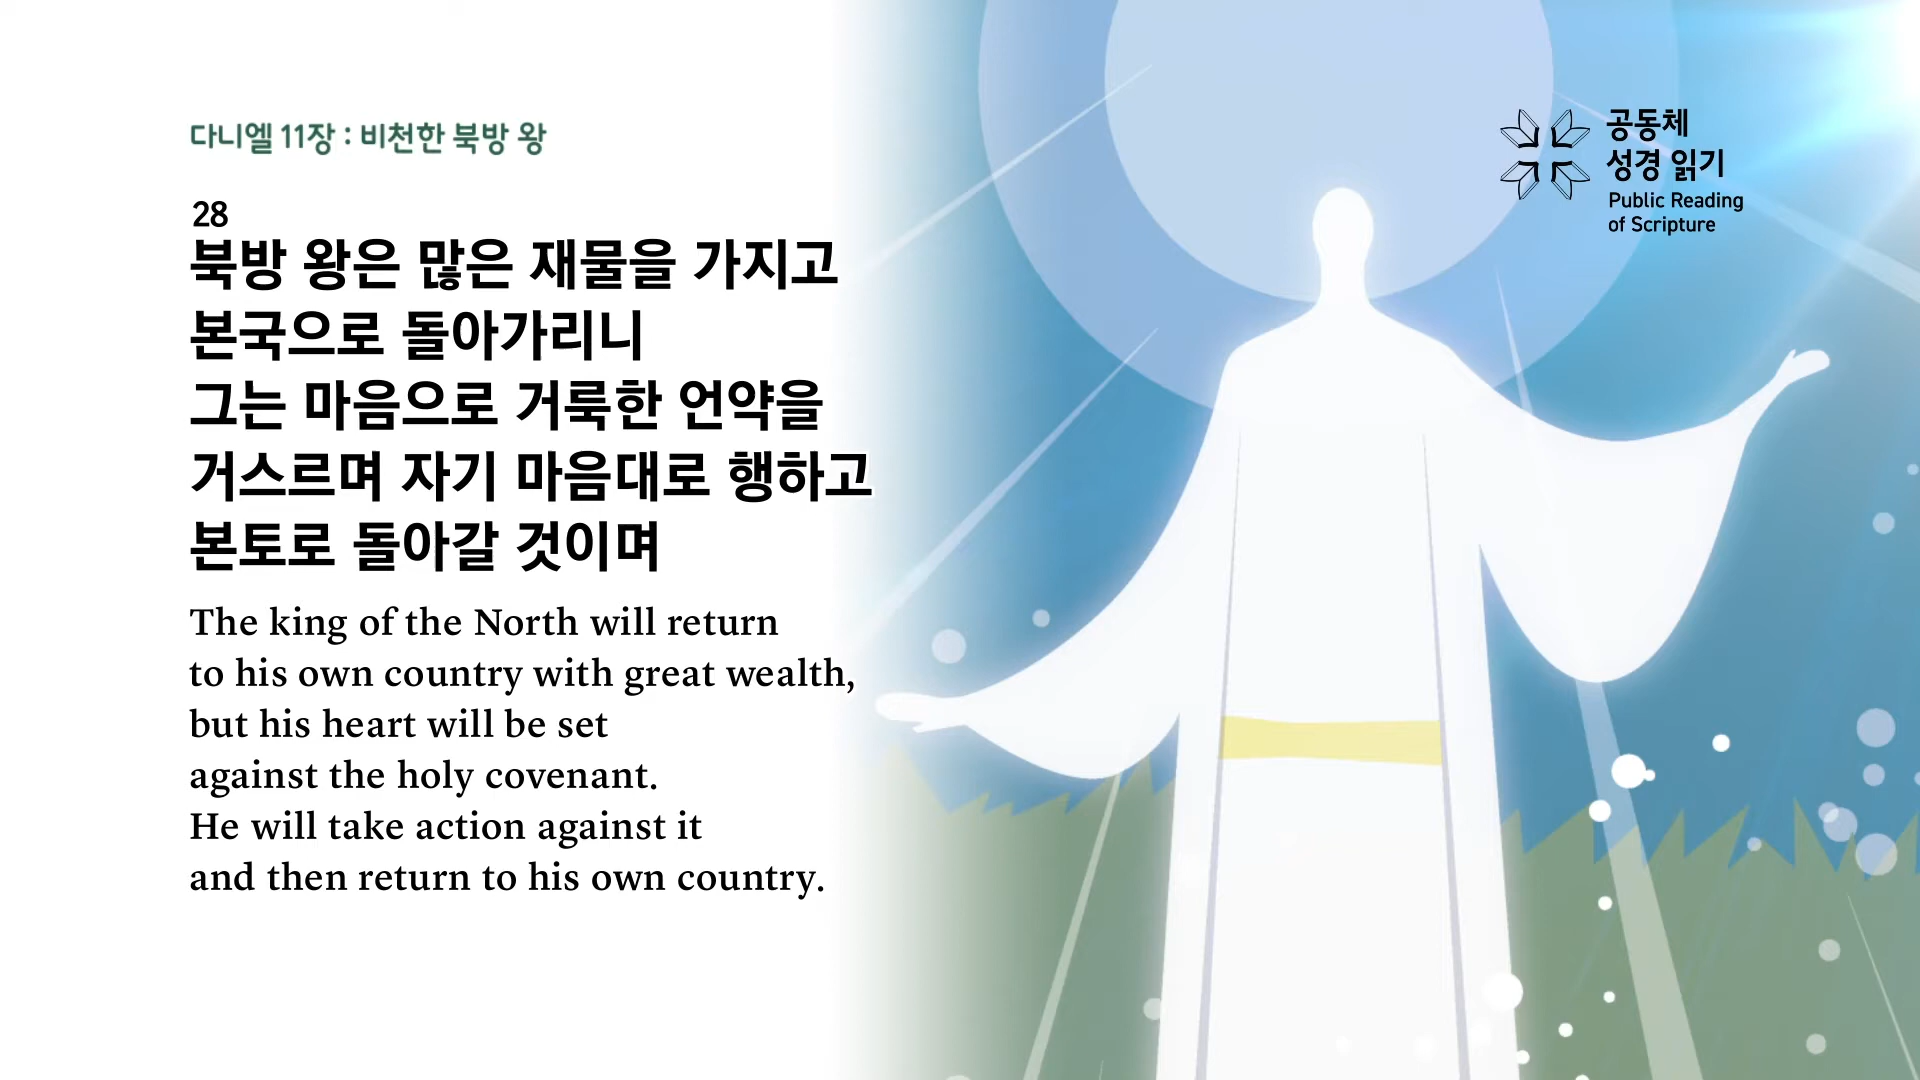 다니엘 11장 : 비천한 북방 왕
28
북방 왕은 많은 재물을 가지고
본국으로 돌아가리니
그는 마음으로 거룩한 언약을
거스르며 자기 마음대로 행하고
본토로 돌아갈 것이며
The king of the North will return
to his own country with great wealth,
but his heart will be set
against the holy covenant.
He will take action against it
and then return to his own country.
공동체
성경 읽기
Public Reading
of Scripture